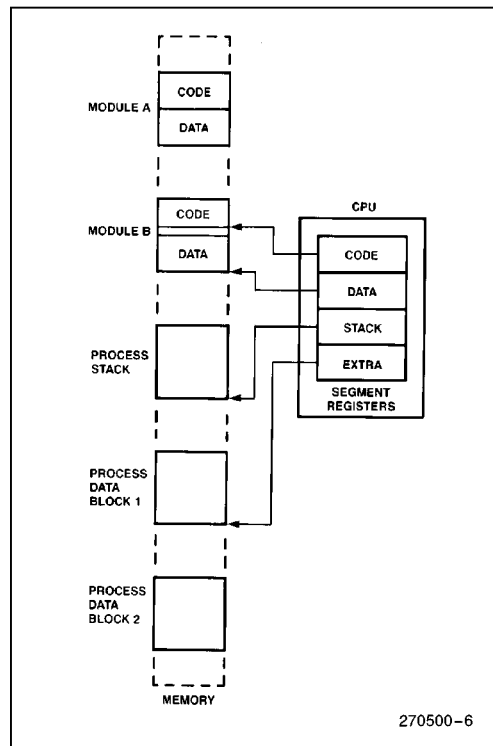 MODULE A
CODE
DATA
MODULE B
CODE
DATA
PROCESS
STACK
PROCESS
DATA
BLOCK 1
PROCESS
DATA
BLOCK 2
MEMORY
CPU
CODE
DATA
STACK
EXTRA
SEGMENT
REGISTERS
270500-6